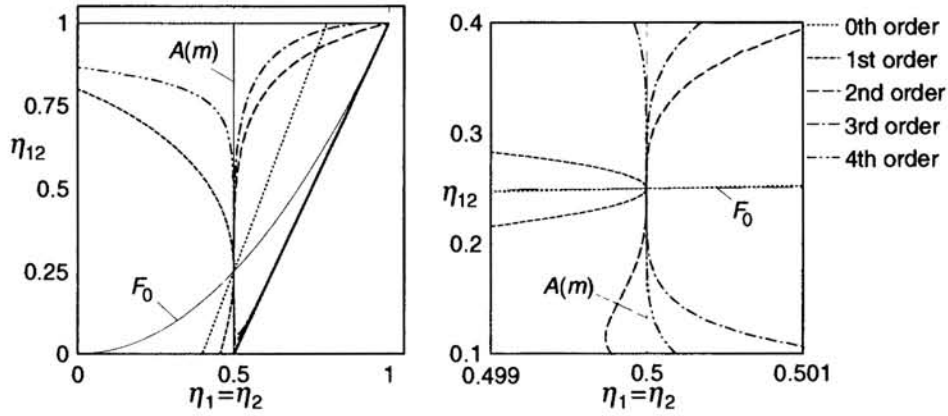 1
A(m)
0.75
η12
0.5
0.25
F0
0
0
0.5
1
η1=η2
0.4
0.3
η12
0.2
F0
A(m)
0.1
0.499
0.5
0.501
η1=η2
0th order
1st order
2nd order
3rd order
4th order